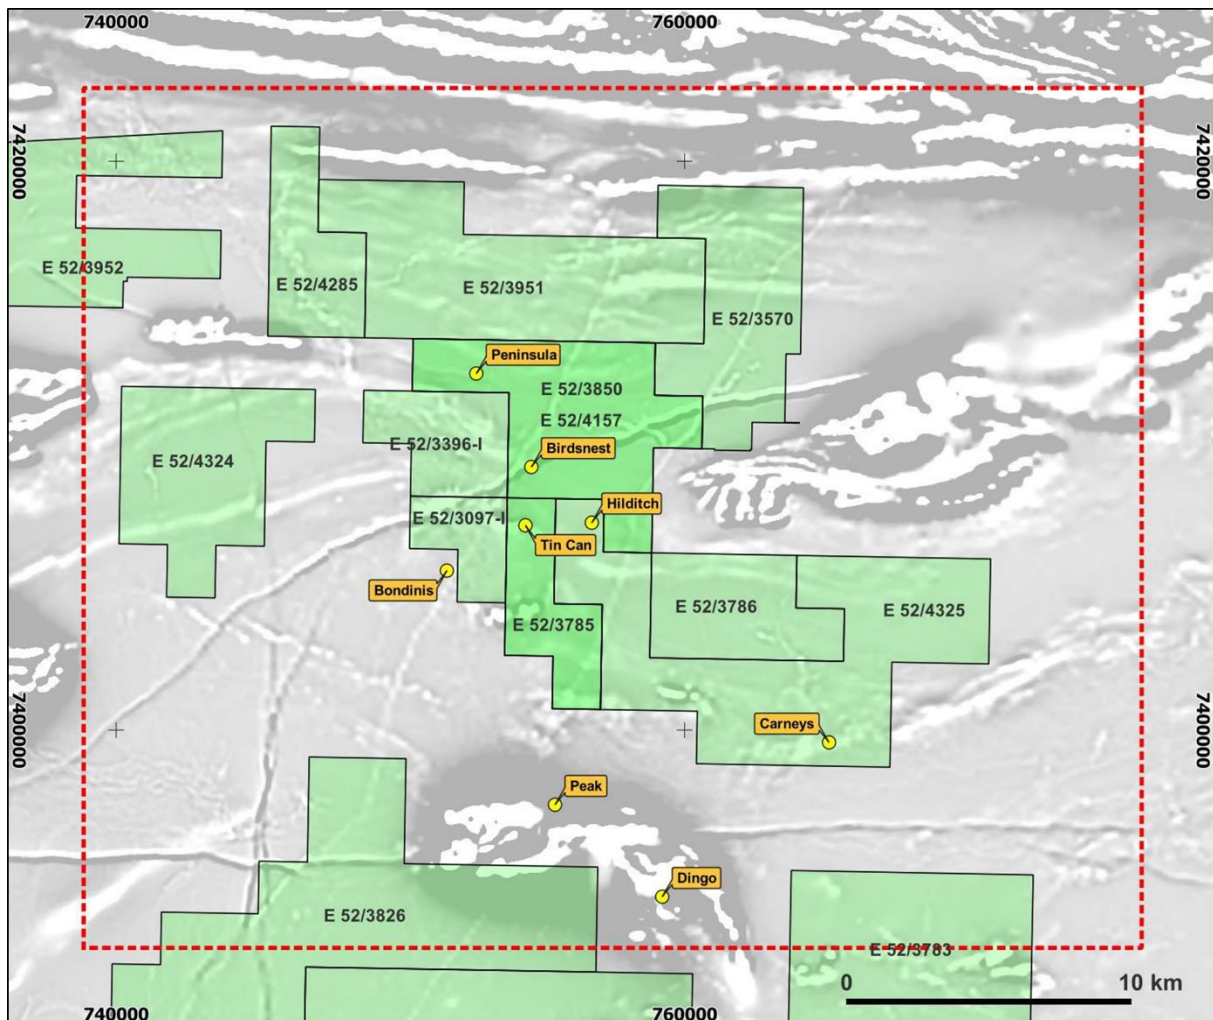 740000
760000
7420000
7420000
E 52/3952
E 52/4285
E 52/3951
E 52/3570
Peninsula
E 52/3850
E 52/4157
E 52/3396-I
Birdsnest
E 52/4324
Hilditch
E 52/3097-I
Tin Can
Bondinis
E 52/3786
E 52/4325
E 52/3785
Carneys
7400000
7400000
Peak
Dingo
E 52/3826
E 52/3783
0
10 km
740000
760000